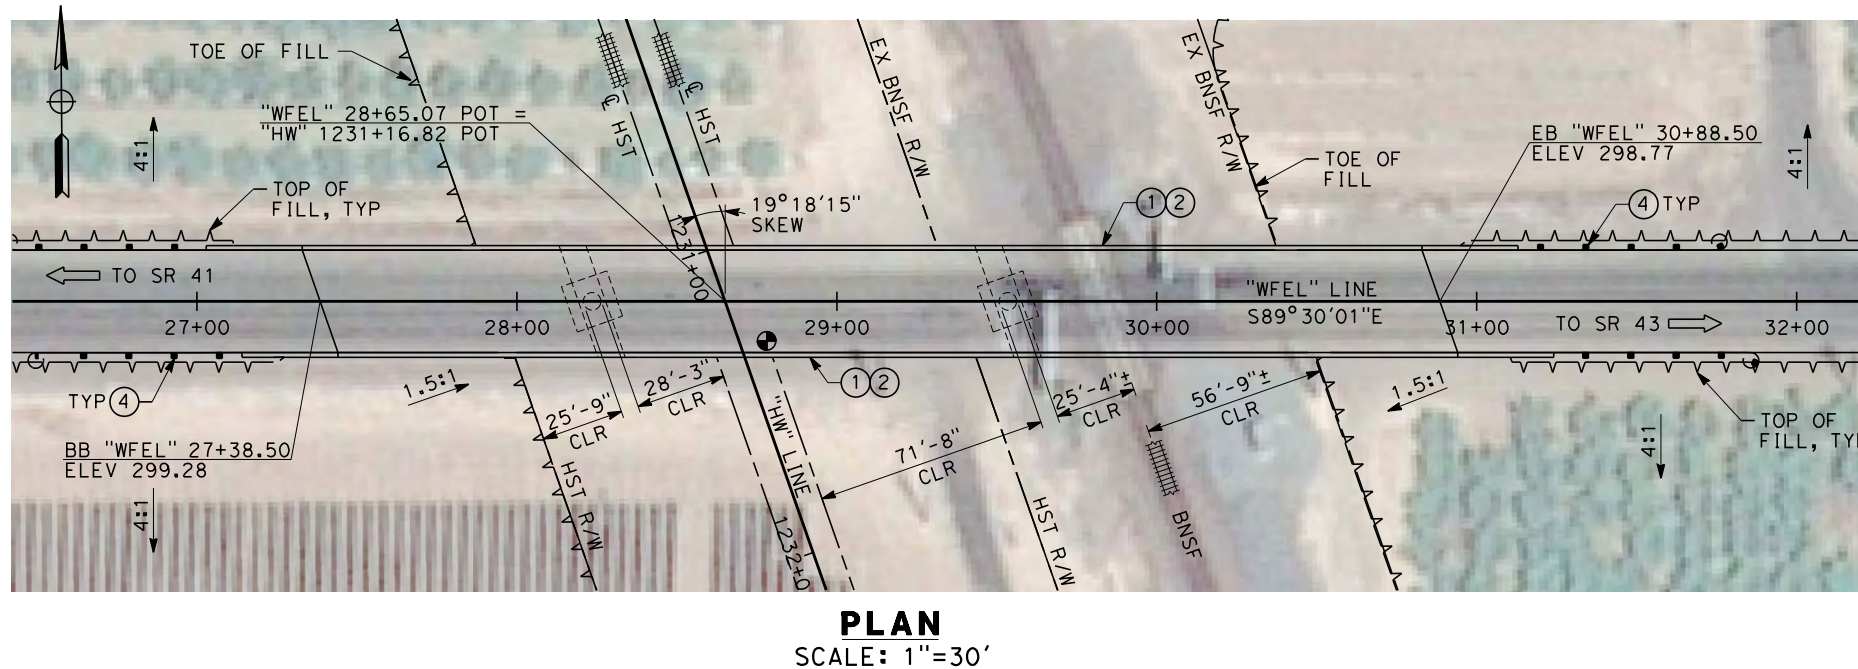 TOE OF FILL
"WFEL" 28+65.07 POT =
"HW" 1231+16.82 POT
4:1
TOP OF
FILL, TYP
℄ HST
℄ HST
19°18'15"
SKEW
1231+00
EX BNSF R/W
EX BNSF R/W
1 2
TOE OF
FILL
EB "WFEL" 30+88.50
ELEV 298.77
4:1
4 TYP
TO SR 41
27+00
28+00
29+00
30+00
"WFEL" LINE
S89°30'01"E
31+00
TO SR 43
32+00
TYP 4
1.5:1
25'-9"
CLR
28'-3"
CLR
1 2
"HW" LINE
71'-8"
CLR
25'-4"±
CLR
56'-9"±
CLR
1.5:1
TOP OF
FILL, TY
4:1
BB "WFEL" 27+38.50
ELEV 299.28
4:1
HST R/W
1232+0
HST R/W
BNSF
PLAN
SCALE: 1"=30'